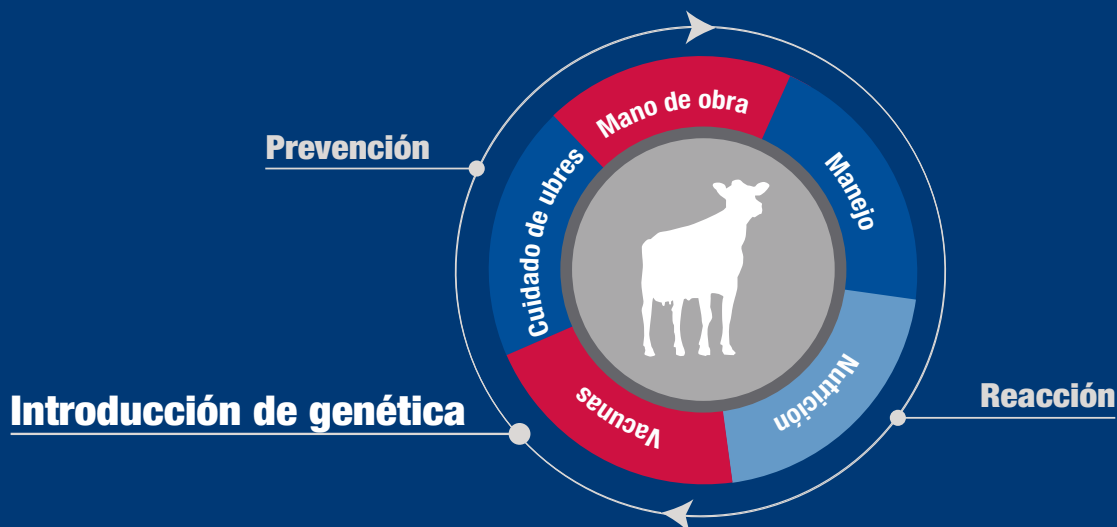 Mano de obra
Prevención
Manejo
Cuidado de ubres
Nutrición
Reacción
Introducción de genética
Vacunas